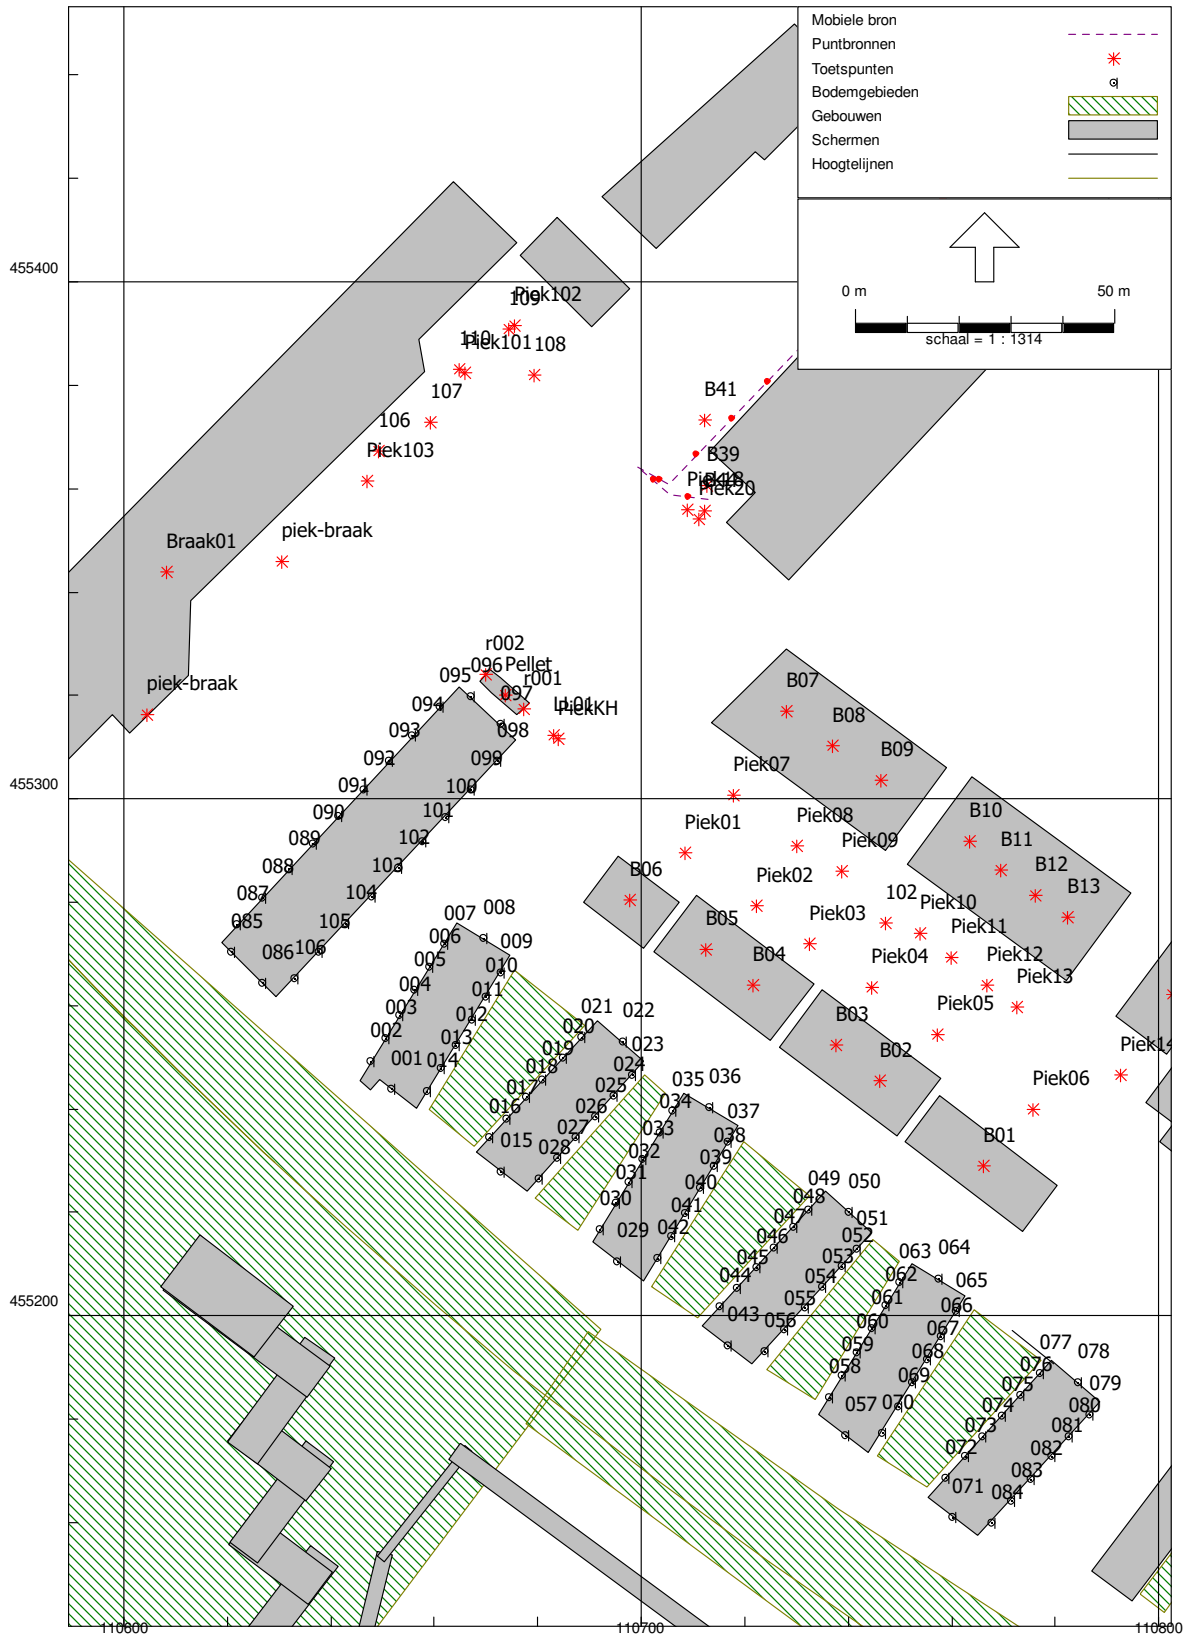 Mobiele bron
Puntbronnen
Toetspunten
Bodemgebieden
Gebouwen
Schermen
Hoogtelijnen
0 m 50 m
schaal = 1 : 1314
455400
109 Piek102
110 Piek101 108
107
106
Piek103
B41
B39
Piek18
Piek20
piek-braak
Braak01
piek-braak
r002
095 096 Pellet
r001
097
094
LL01
PiekKH
093 098
092 099
091 100
455300
090 101
089 102
088 103
087 104
085 105
086 106
B07
B08
B09
Piek07
B10
B11
B12
B13
Piek01 Piek08
Piek09
B06
Piek02
B05
Piek03 102 Piek10
B04
Piek11
Piek04 Piek12
Piek13
B03
Piek05
B02
Piek14
Piek06
B01
007 008
006 009
005 010
004 011
003 012
002 013
001 014
021 022
020 023
019 024
018 025
017 026
016 027
015 028
035 036
034 037
033 038
032 039
031 040
030 041
029 042
049 050
048 051
047 052
046 053
045 054
044 055
043 056
063 064
062 065
061 066
060 067
059 068
058 069
057 070
455200
077 078
076 079
075 080
074 081
073 082
072 083
071 084
110600 110700 110800